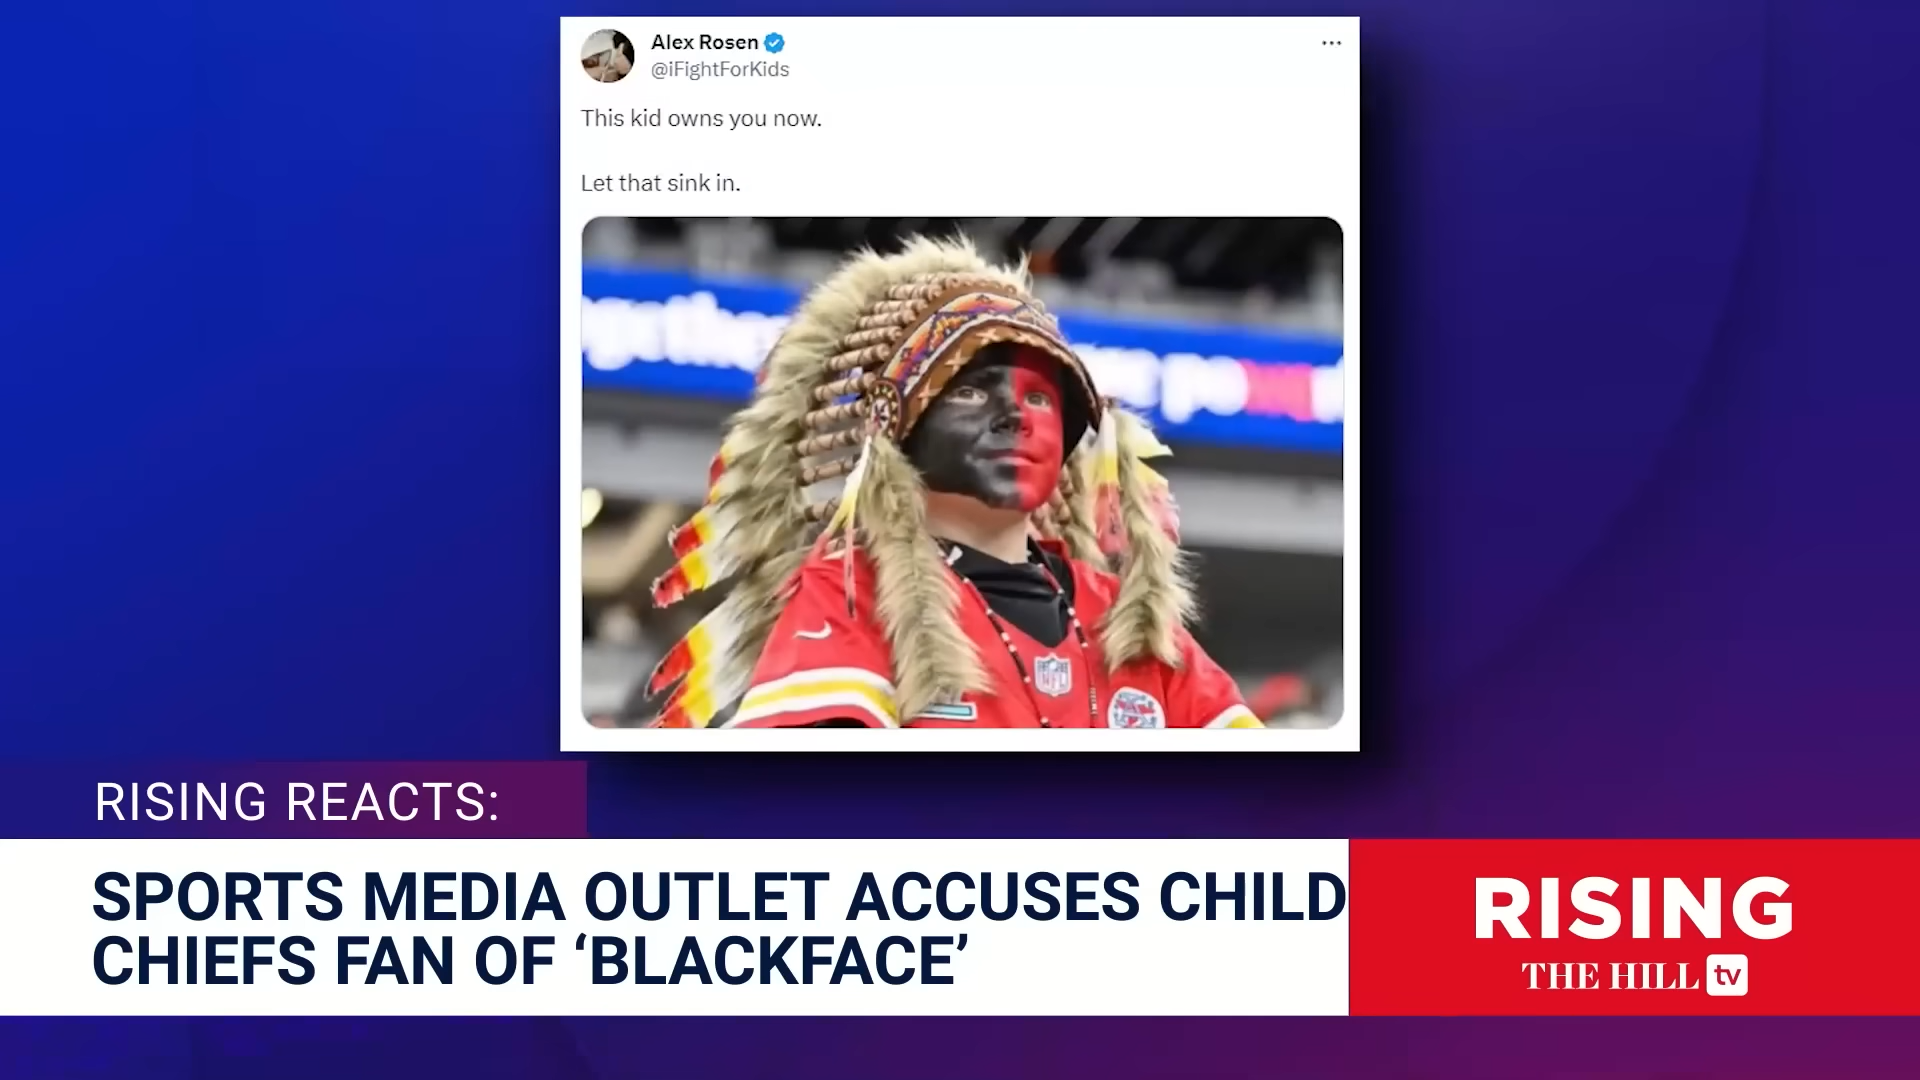 Alex Rosen
@iFightForKids
This kid owns you now.
Let that sink in.
NFL
RISING REACTS:
SPORTS MEDIA OUTLET ACCUSES CHILD
CHIEFS FAN OF ‘BLACKFACE’
RISING
THE HILL tv